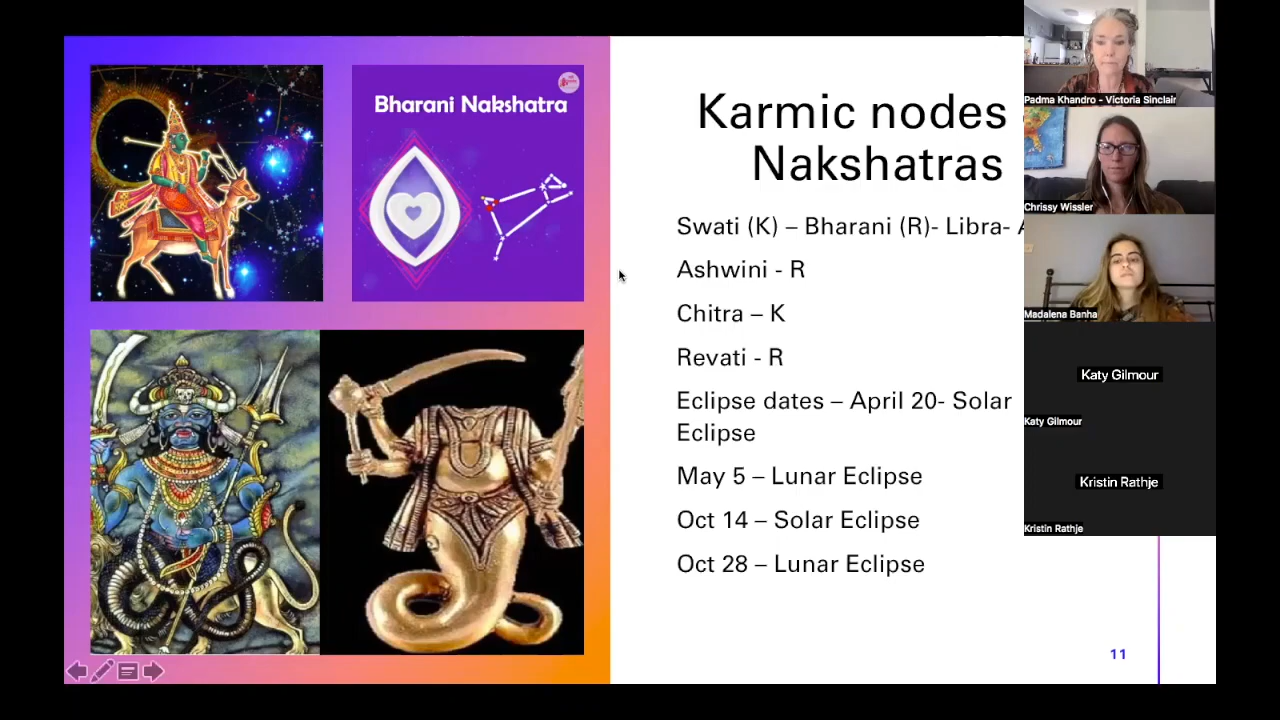 Bharani Nakshatra
Karmic nodes
Nakshatras
Swati (K) – Bharani (R)- Libra-
Ashwini - R
Chitra – K
Revati - R
Eclipse dates – April 20- Solar
Eclipse
May 5 – Lunar Eclipse
Oct 14 – Solar Eclipse
Oct 28 – Lunar Eclipse
11
Padma Khandro - Victoria Sinclair
Chrissy Wissler
Madalena Banha
Katy Gilmour
Katy Gilmour
Kristin Rathje
Kristin Rathje